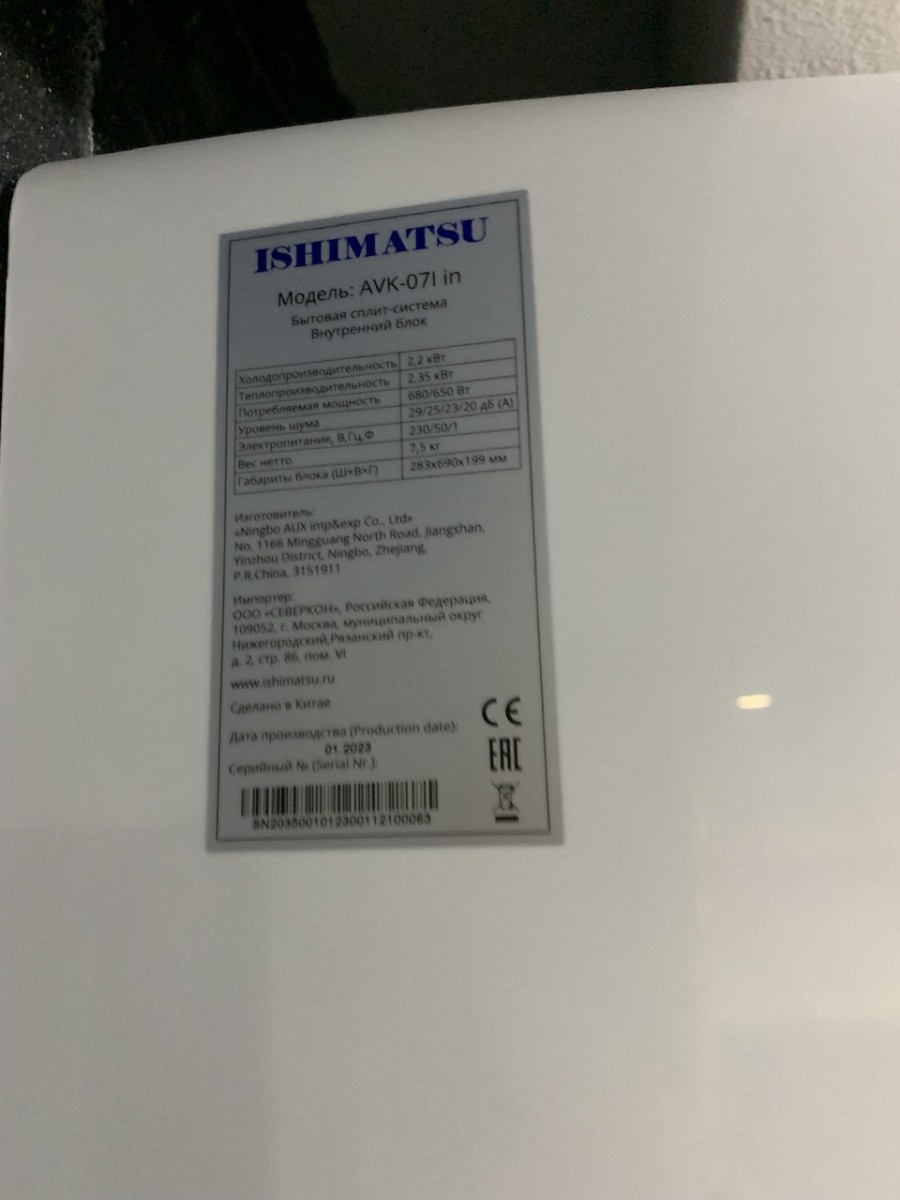 ISHIMATSU
Модель: AVK-07I in
Бытовая сплит-система
Внутренний блок
Холодопроизводительность 2,2 кВт
Теплопроизводительность 2,35 кВт
Потребляемая мощность 680/650 Вт
Уровень шума 29/25/23/20 дБ (А)
Электропитание, В,Гц,Ф 230/50/1
Вес нетто 7,5 кг
Габариты блока (Ш×В×Г) 283x690x199 мм
Изготовитель:
«Ningbo AUX imp&exp Co., Ltd»
No. 1166 Mingguang North Road, Jiangshan,
Yinzhou District, Ningbo, Zhejiang,
P.R.China, 3151911
Импортер:
ООО «СЕВЕРКОН», Российская Федерация,
109052, г. Москва, муниципальный округ
Нижегородский,Рязанский пр-кт,
д. 2, стр. 86, пом. VI
www.ishimatsu.ru
Сделано в Китае
Дата производства (Production date):
01.2023
Серийный № (Serial Nr.):
SN2035001012300112100063
CE
EAC